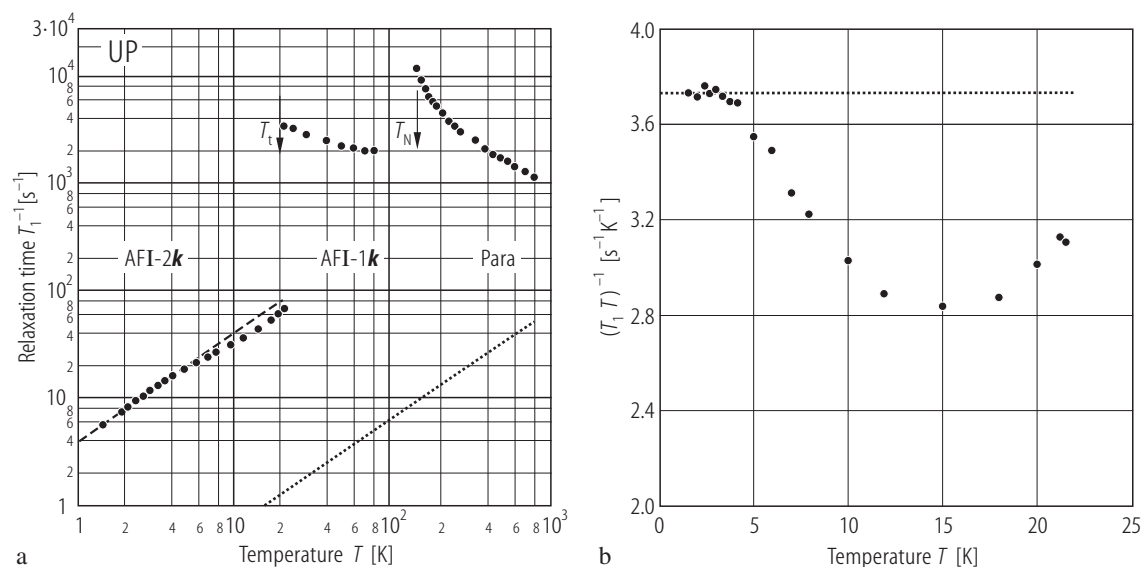 UP
3·10⁴
10⁴
8
6
4
2
10³
8
6
4
2
10²
8
6
4
2
10
8
6
4
2
1
Relaxation time T₁⁻¹ [s⁻¹]
Tt
TN
AFI-2k
AFI-1k
Para
1 2 4 6 8 10 2 4 6 8 10² 2 4 6 8 10³
Temperature T [K]
a
4.0
3.6
3.2
2.8
2.4
2.0
(T₁ T)⁻¹ [s⁻¹K⁻¹]
0 5 10 15 20 25
Temperature T [K]
b